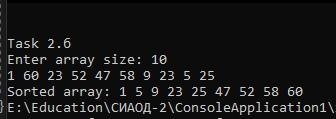 Task 2.6
Enter array size: 10
1 60 23 52 47 58 9 23 5 25
Sorted array: 1 5 9 23 25 47 52 58 60
E:\Education\СИАОД-2\ConsoleApplication1\